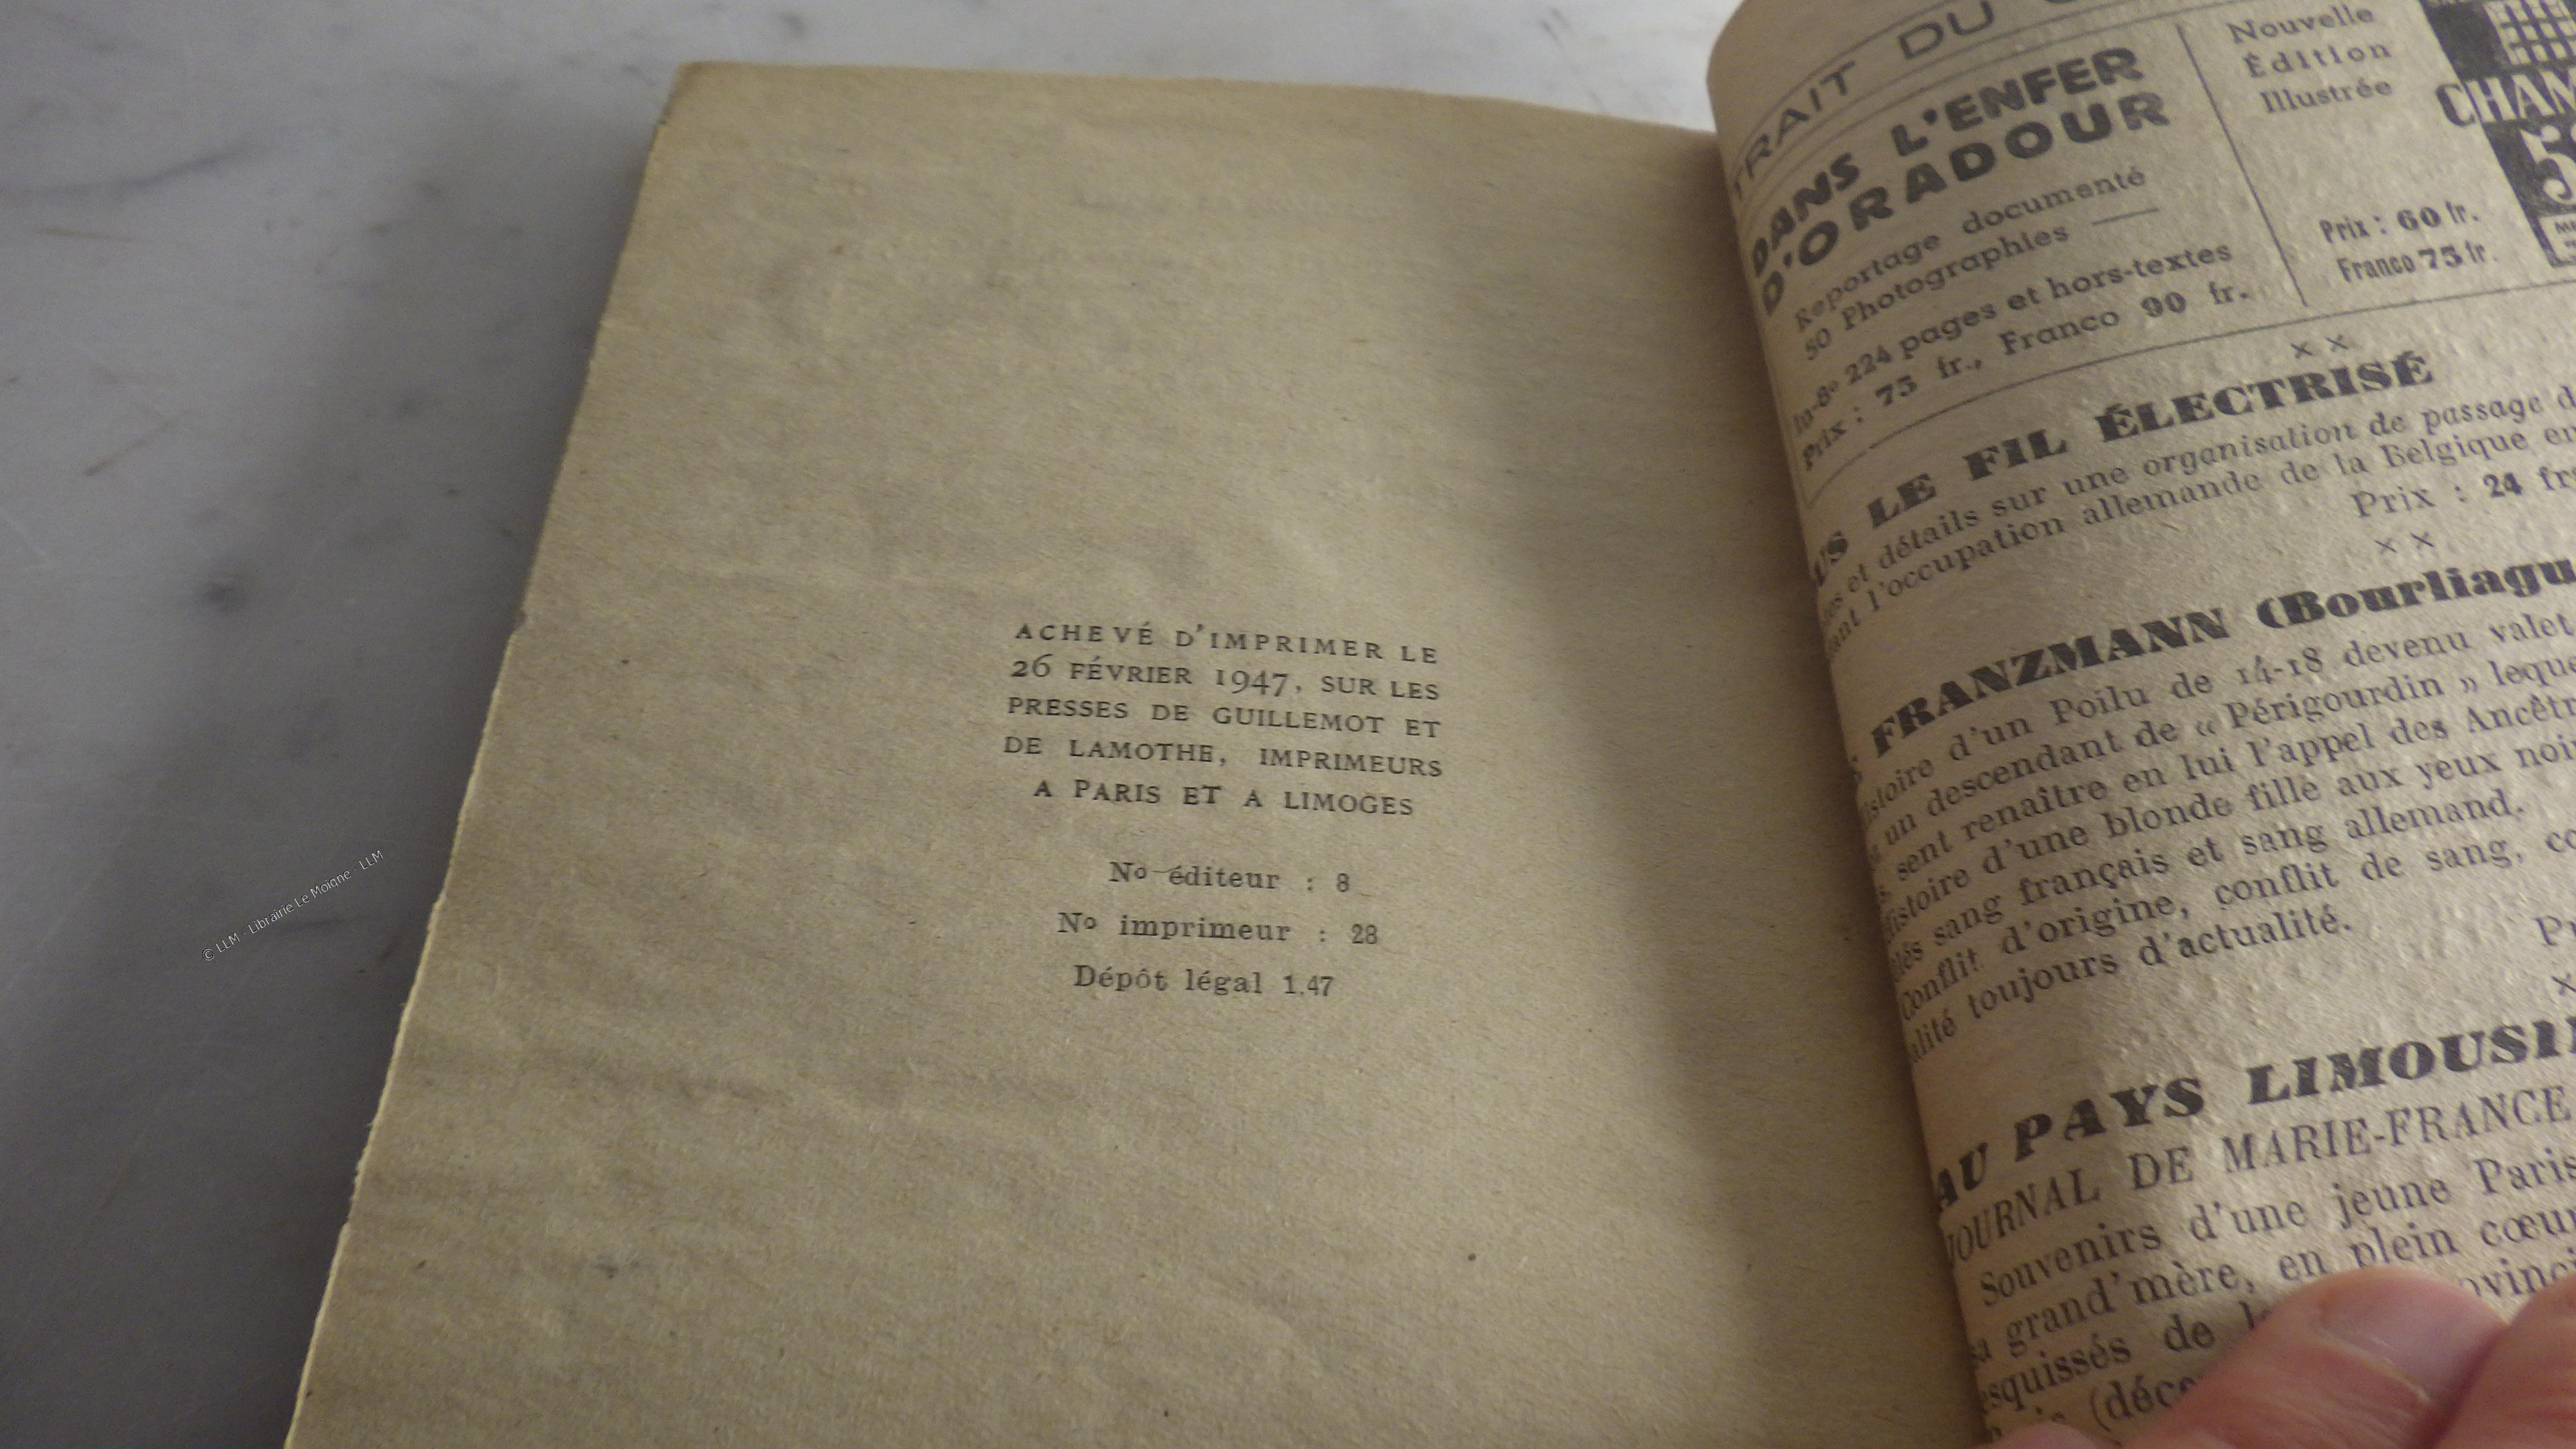 ACHEVÉ D'IMPRIMER LE
26 FÉVRIER 1947, SUR LES
PRESSES DE GUILLEMOT ET
DE LAMOTHE, IMPRIMEURS
A PARIS ET A LIMOGES
No éditeur : 8
No imprimeur : 28
Dépôt légal 1.47
© LLM - Librairie Le Moigne - LLM
TRAIT DU
DANS L'ENFER
D'ORADOUR
Reportage documenté
50 Photographies
In-8o 224 pages et hors-textes
Prix : 75 fr., Franco 90 fr.
Nouvelle
Édition
Illustrée
Prix : 60 fr.
Franco 75 fr.
× ×
LE FIL ÉLECTRISÉ
et détails sur une organisation de passage
l'occupation allemande de la Belgique
Prix : 24
× ×
FRANZMANN
d'un Poilu de 14-18 devenu valet
un descendant de « Périgourdin »
sent renaître en lui l'appel des
d'une blonde fille aux yeux
sang français et sang allemand.
Conflit d'origine, conflit de sang,
toujours d'actualité.
×
AU PAYS
JOURNAL DE MARIE-FRANCE
Souvenirs d'une jeune
grand'mère, en plein
de